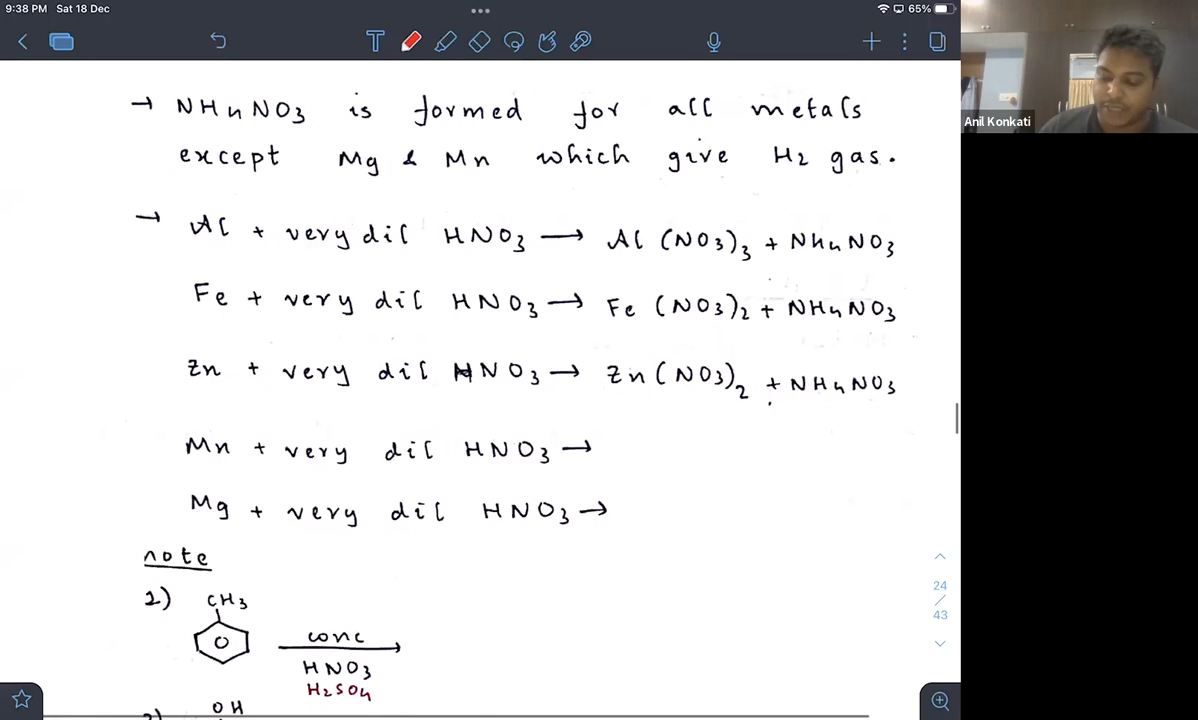 9:38 PM Sat 18 Dec
65%
T
Anil Konkati
→ NH4NO3 is formed for all metals
except Mg & Mn which give H2 gas.
→ Al + very dil HNO3 → Al(NO3)3 + NH4NO3
Fe + very dil HNO3 → Fe(NO3)2 + NH4NO3
Zn + very dil HNO3 → Zn(NO3)2 + NH4NO3
Mn + very dil HNO3 →
Mg + very dil HNO3 →
note
2) CH3
conc
HNO3
H2SO4
OH
24
/
43